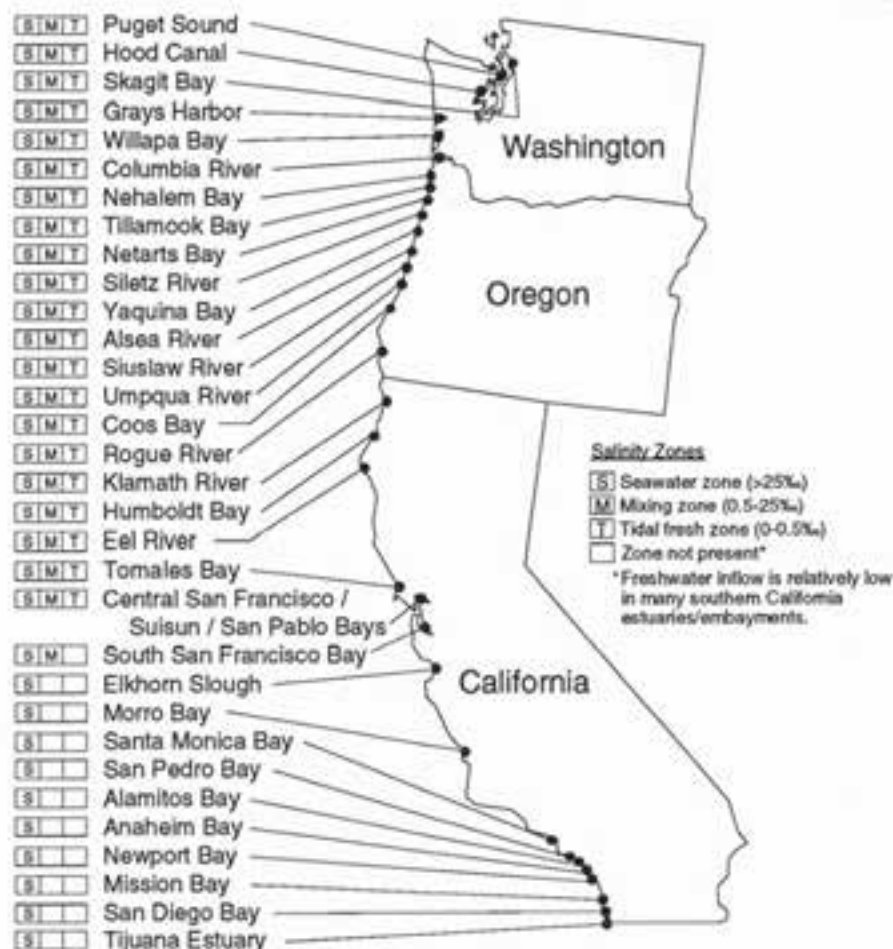 S M T Puget Sound
S M T Hood Canal
S M T Skagit Bay
S M T Grays Harbor
S M T Willapa Bay
S M T Columbia River
S M T Nehalem Bay
S M T Tillamook Bay
S M T Netarts Bay
S M T Siletz River
S M T Yaquina Bay
S M T Alsea River
S M T Siuslaw River
S M T Umpqua River
S M T Coos Bay
S M T Rogue River
S M T Klamath River
S M T Humboldt Bay
S M T Eel River
S M T Tomales Bay
S M T Central San Francisco /
Suisun / San Pablo Bays
S M South San Francisco Bay
S Elkhorn Slough
S Morro Bay
S Santa Monica Bay
S San Pedro Bay
S Alamitos Bay
S Anaheim Bay
S Newport Bay
S Mission Bay
S San Diego Bay
S Tijuana Estuary
Washington
Oregon
California
Salinity Zones
S Seawater zone (>25‰)
M Mixing zone (0.5-25‰)
T Tidal fresh zone (0-0.5‰)
Zone not present*
*Freshwater inflow is relatively low
in many southern California
estuaries/embayments.